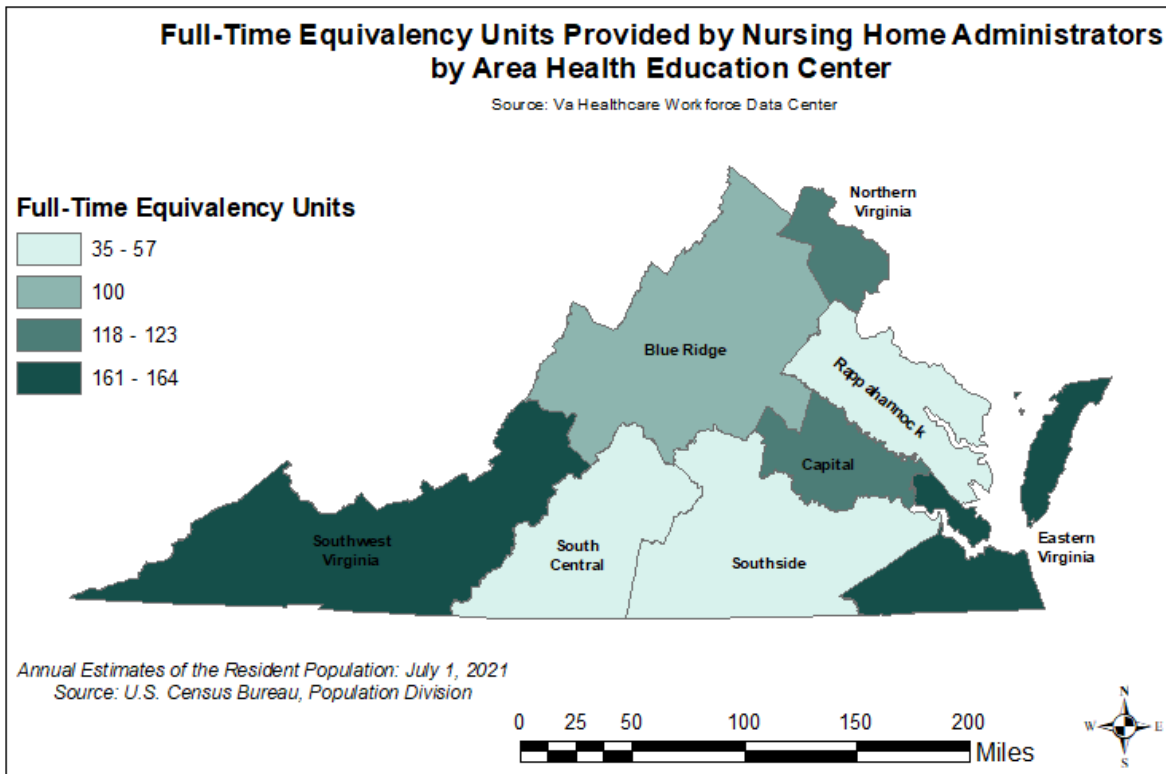 Full-Time Equivalency Units Provided by Nursing Home Administrators
by Area Health Education Center
Source: Va Healthcare Workforce Data Center
Full-Time Equivalency Units
35 - 57
100
118 - 123
161 - 164
Northern
Virginia
Blue Ridge
Rappahannock
Capital
Southwest
Virginia
South
Central
Southside
Eastern
Virginia
Annual Estimates of the Resident Population: July 1, 2021
Source: U.S. Census Bureau, Population Division
0 25 50 100 150 200
Miles
N
W E
S